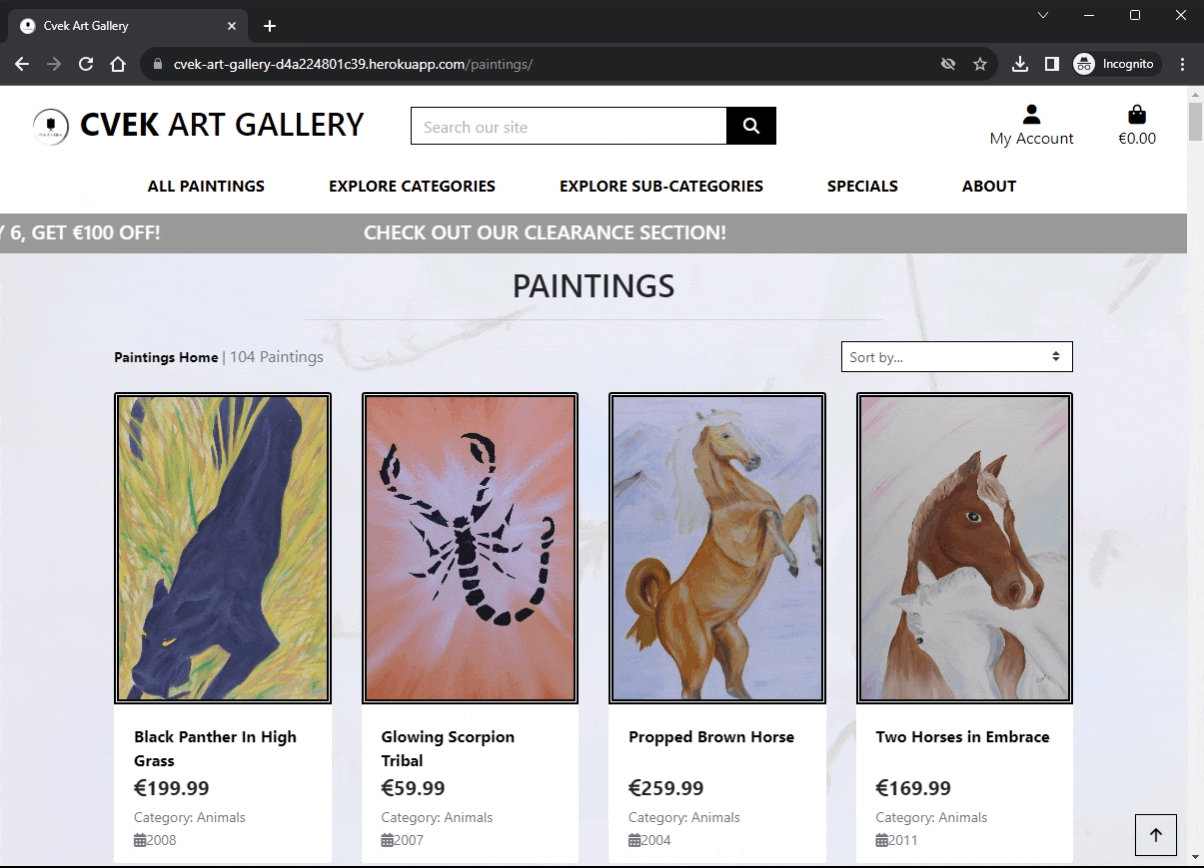 Cvek Art Gallery
cvek-art-gallery-d4a224801c39.herokuapp.com/paintings/
Incognito
CVEK ART GALLERY
Search our site
My Account
€0.00
ALL PAINTINGS
EXPLORE CATEGORIES
EXPLORE SUB-CATEGORIES
SPECIALS
ABOUT
6, GET €100 OFF!
CHECK OUT OUR CLEARANCE SECTION!
PAINTINGS
Paintings Home | 104 Paintings
Sort by...
Black Panther In High
Grass
€199.99
Category: Animals
2008
Glowing Scorpion
Tribal
€59.99
Category: Animals
2007
Propped Brown Horse
€259.99
Category: Animals
2004
Two Horses in Embrace
€169.99
Category: Animals
2011